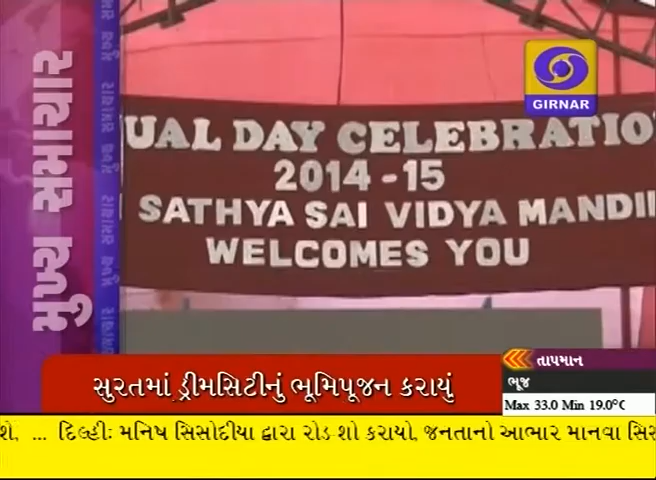 GIRNAR
UAL DAY CELEBRATIO
2014-15
SATHYA SAI VIDYA MANDI
WELCOMES YOU
મુખ્ય સમાચાર
સુરતમાં ડ્રીમસિટીનું ભૂમિપૂજન કરાયું
તાપમાન
ભૂજ
Max 33.0 Min 19.0°C
શે, ... દિલ્હીઃ મનિષ સિસોદીયા દ્વારા રોડ શો કરાયો, જનતાનો આભાર માનવા સિસ